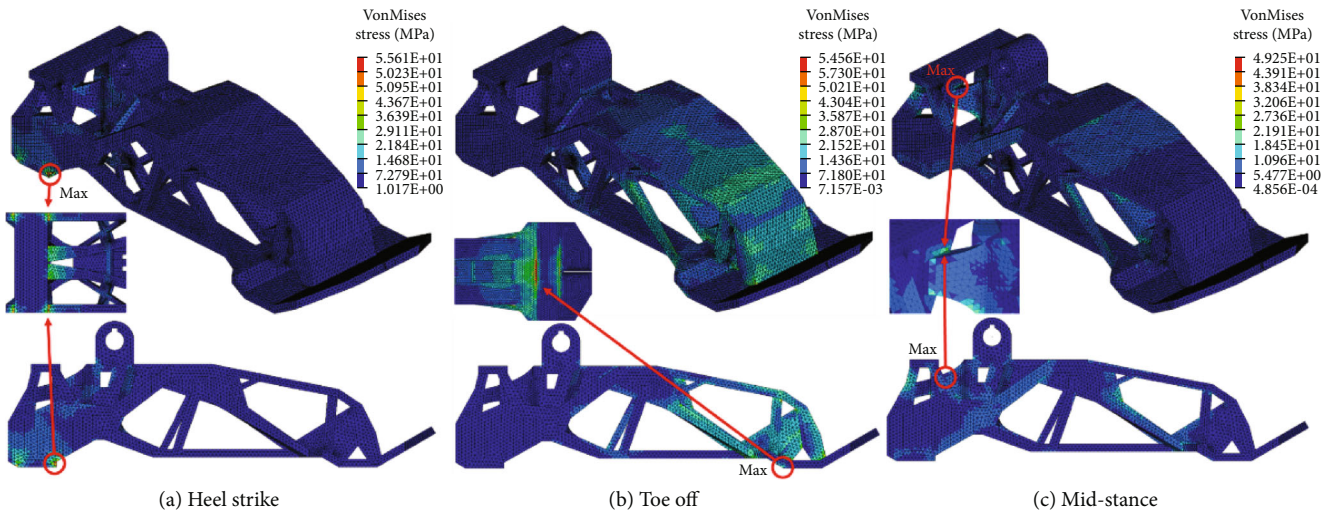 VonMises
stress (MPa)
5.561E+01
5.023E+01
5.095E+01
4.367E+01
3.639E+01
2.911E+01
2.184E+01
1.468E+01
7.279E+01
1.017E+00
Max
(a) Heel strike
VonMises
stress (MPa)
5.456E+01
5.730E+01
5.021E+01
4.304E+01
3.587E+01
2.870E+01
2.152E+01
1.436E+01
7.180E+01
7.157E-03
Max
(b) Toe off
VonMises
stress (MPa)
4.925E+01
4.391E+01
3.834E+01
3.206E+01
2.736E+01
2.191E+01
1.845E+01
1.096E+01
5.477E+00
4.856E-04
Max
Max
(c) Mid-stance